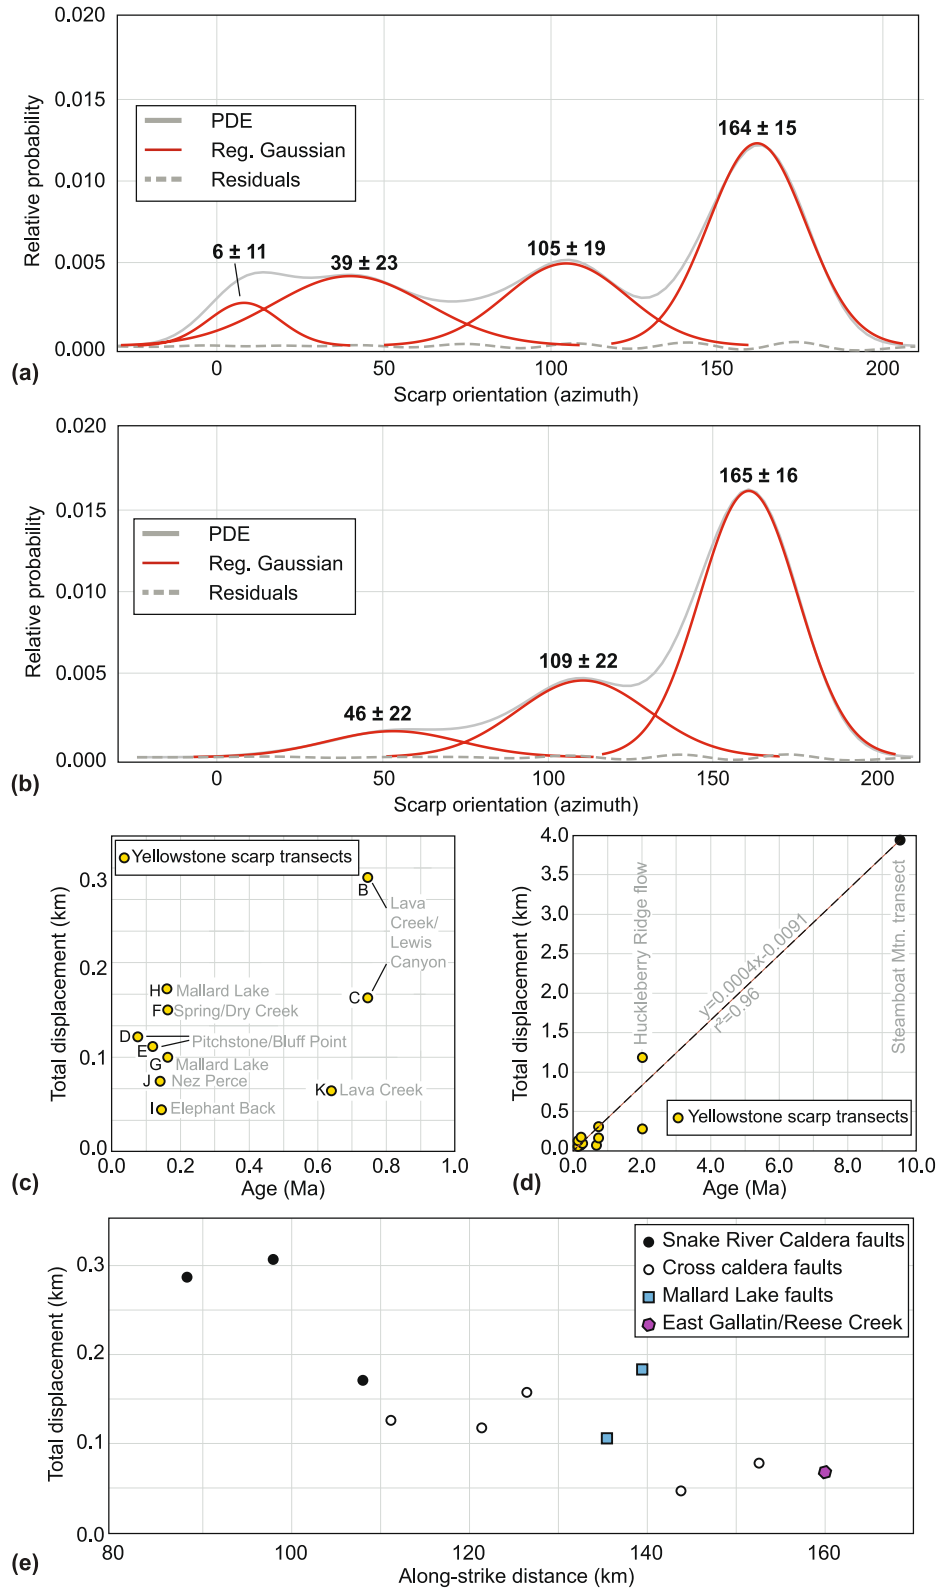 0.020
0.015
0.010
0.005
0.000
Relative probability
PDE
Reg. Gaussian
Residuals
6 ± 11
39 ± 23
105 ± 19
164 ± 15
0
50
100
150
200
Scarp orientation (azimuth)
(a)
0.020
0.015
0.010
0.005
0.000
Relative probability
PDE
Reg. Gaussian
Residuals
46 ± 22
109 ± 22
165 ± 16
0
50
100
150
200
Scarp orientation (azimuth)
(b)
Yellowstone scarp transects
0.3
0.2
0.1
0.0
Total displacement (km)
B
Lava
Creek/
Lewis
Canyon
C
H Mallard Lake
F Spring/Dry Creek
D
Pitchstone/Bluff Point
E
G
Mallard Lake
J Nez Perce
K Lava Creek
I Elephant Back
0.0
0.2
0.4
0.6
0.8
1.0
Age (Ma)
(c)
4.0
3.5
3.0
2.5
2.0
1.5
1.0
0.5
0.0
Total displacement (km)
Huckleberry Ridge flow
y=0.0004x-0.0091
r²=0.96
Steamboat Mtn. transect
Yellowstone scarp transects
0.0
2.0
4.0
6.0
8.0
10.0
Age (Ma)
(d)
Snake River Caldera faults
Cross caldera faults
Mallard Lake faults
East Gallatin/Reese Creek
0.3
0.2
0.1
0.0
Total displacement (km)
80
100
120
140
160
Along-strike distance (km)
(e)